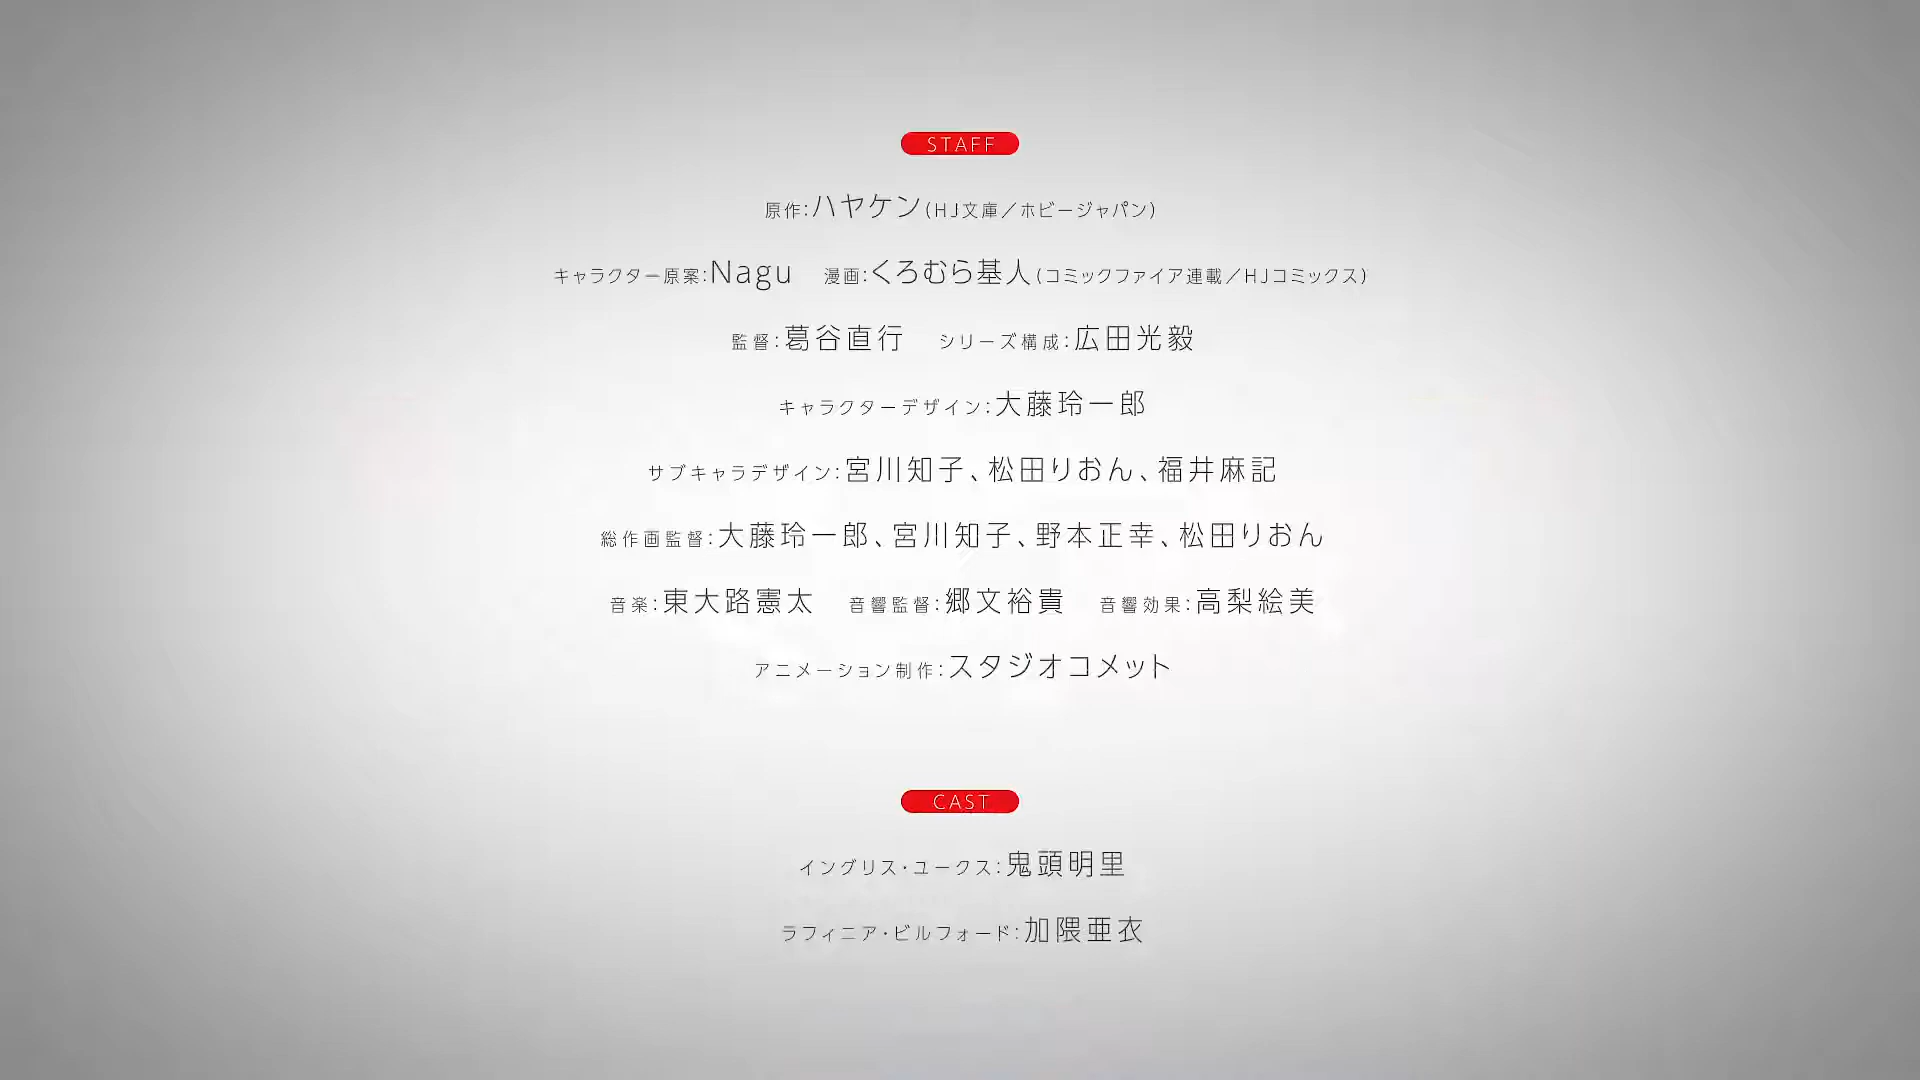 STAFF
原作:ハヤケン(HJ文庫／ホビージャパン)
キャラクター原案:Nagu　漫画:くろむら基人(コミックファイア連載／HJコミックス)
監督:葛谷直行　シリーズ構成:広田光毅
キャラクターデザイン:大藤玲一郎
サブキャラデザイン:宮川知子、松田りおん、福井麻記
総作画監督:大藤玲一郎、宮川知子、野本正幸、松田りおん
音楽:東大路憲太　音響監督:郷文裕貴　音響効果:高梨絵美
アニメーション制作:スタジオコメット
CAST
イングリス・ユークス:鬼頭明里
ラフィニア・ビルフォード:加隈亜衣